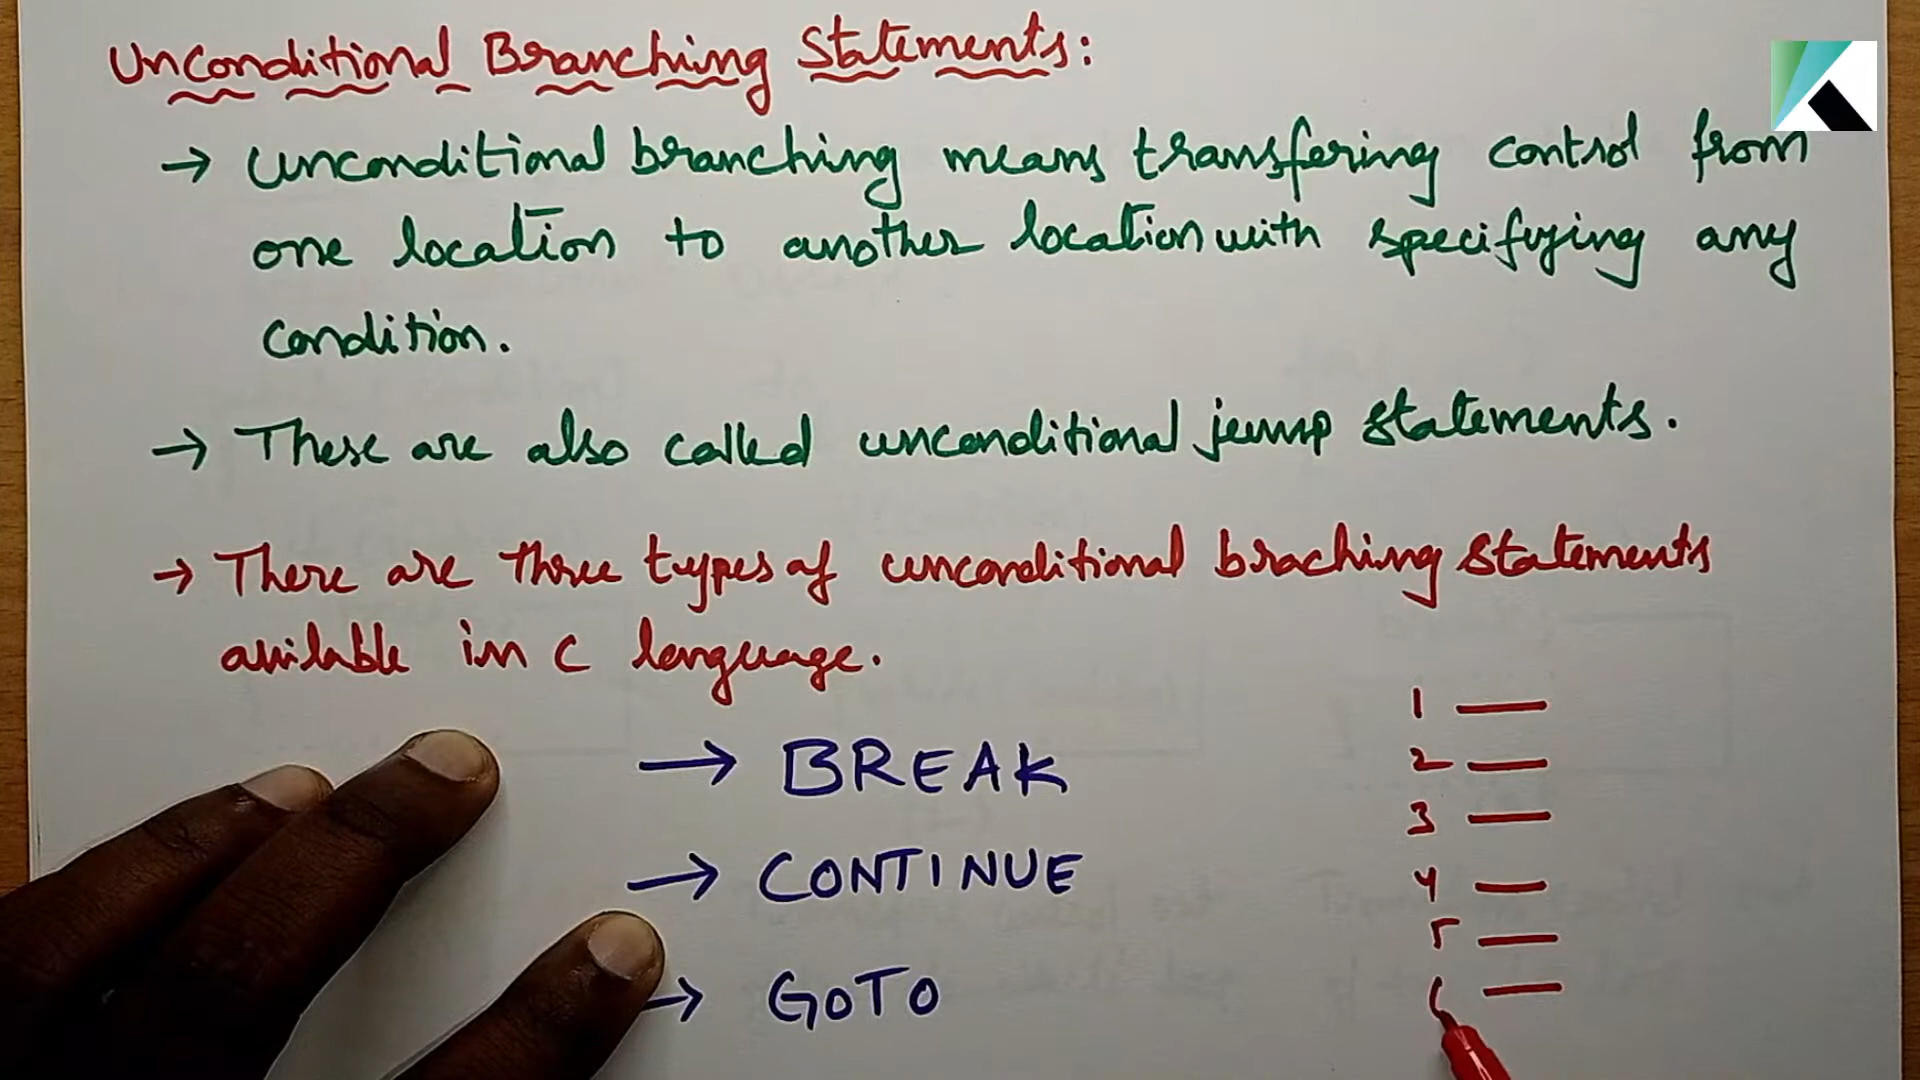 Unconditional Branching Statements:
→ Unconditional branching means transfering control from
one location to another location with specifying any
condition.
→ These are also called unconditional jump statements.
→ There are three types of unconditional braching statements
avilable in C language.
→ BREAK
→ CONTINUE
→ GOTO
1 —
2 —
3 —
4 —
5 —